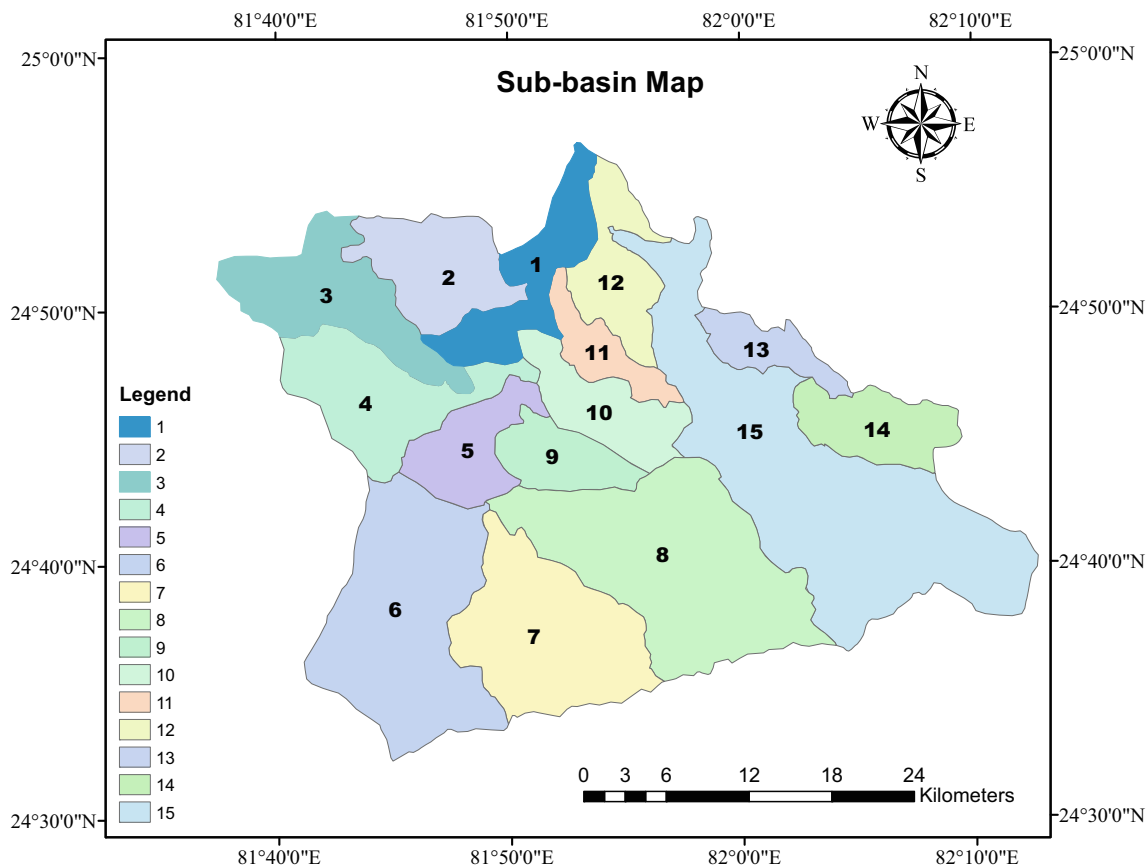 81°40'0"E 81°50'0"E 82°0'0"E 82°10'0"E
25°0'0"N 25°0'0"N
Sub-basin Map
N
W E
S
1
2
12
3
24°50'0"N 24°50'0"N
11
13
Legend
4
10
15
14
5
9
1
2
3
4
5
6
7
8
9
10
11
12
13
14
15
8
24°40'0"N 24°40'0"N
6
7
0 3 6 12 18 24
Kilometers
24°30'0"N 24°30'0"N
81°40'0"E 81°50'0"E 82°0'0"E 82°10'0"E